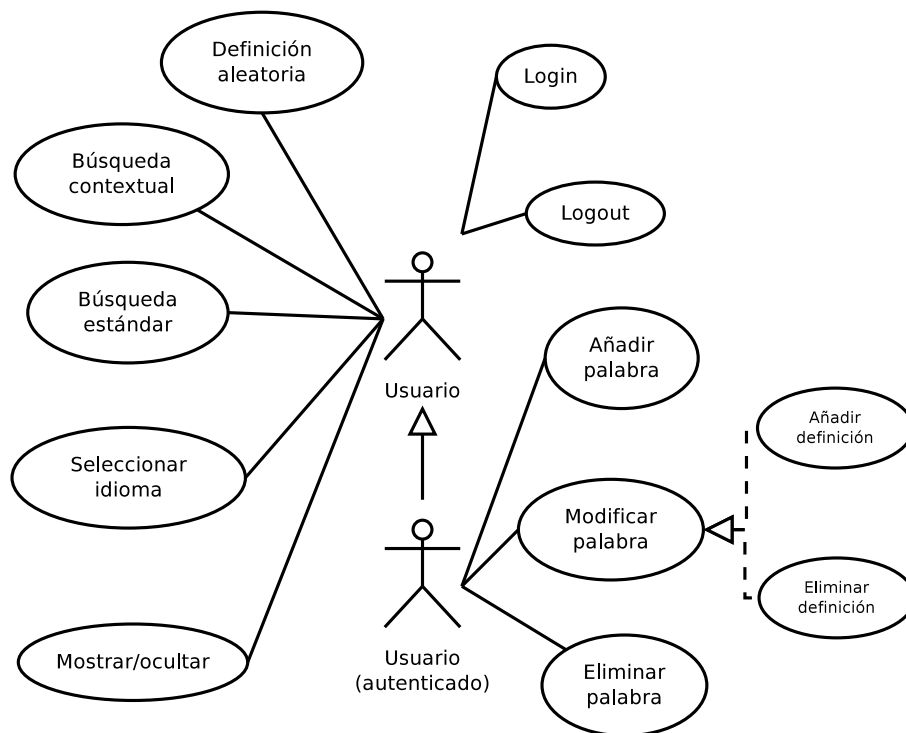 Definición
aleatoria
Login
Búsqueda
contextual
Logout
Búsqueda
estándar
Añadir
palabra
Usuario
Añadir
definición
Seleccionar
idioma
Modificar
palabra
Eliminar
definición
Mostrar/ocultar
Usuario
(autenticado)
Eliminar
palabra